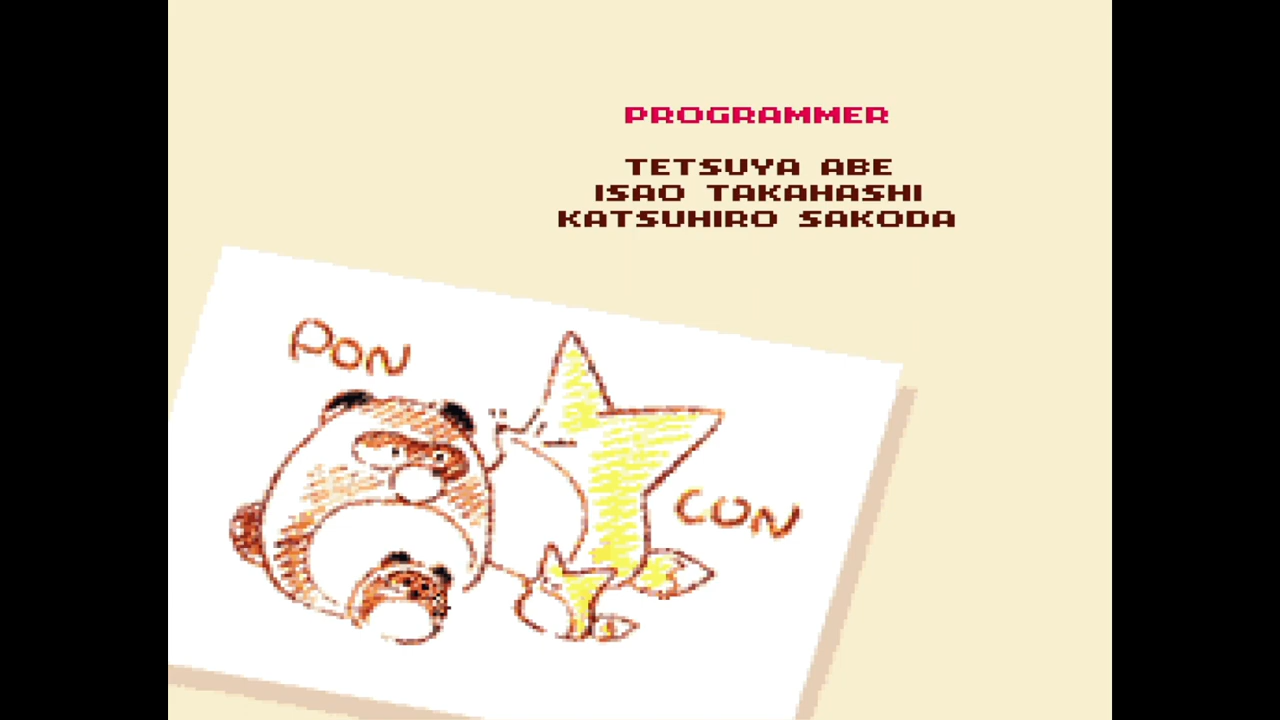 PROGRAMMER
TETSUYA ABE
ISAO TAKAHASHI
KATSUHIRO SAKODA
PON
CON